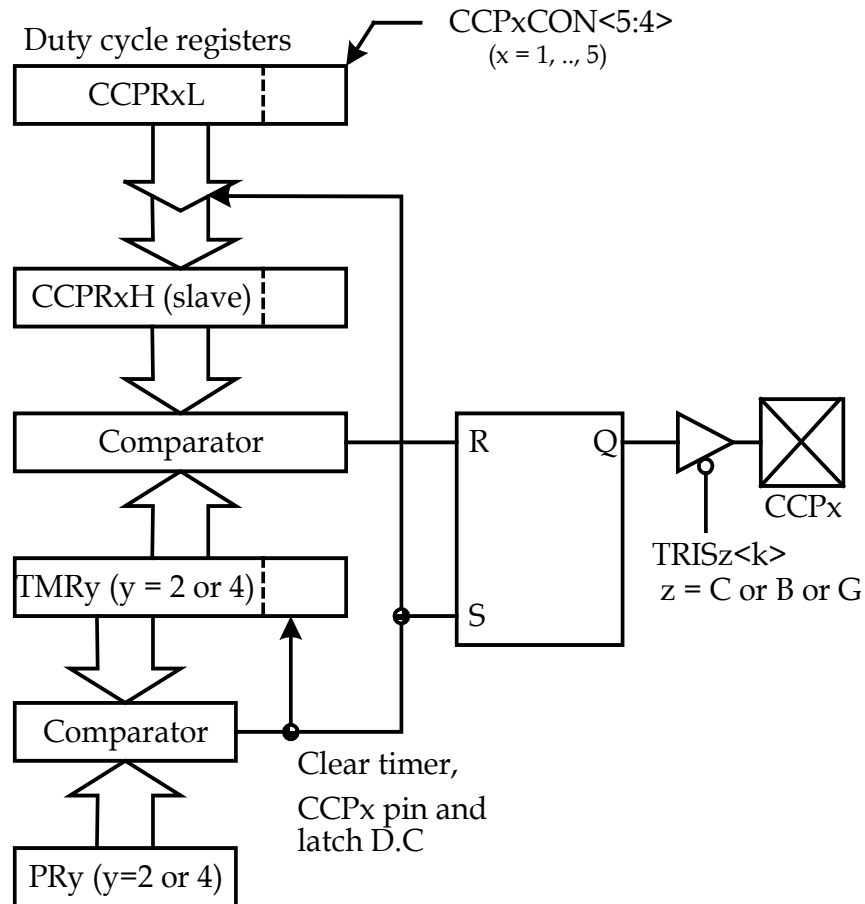 Duty cycle registers
CCPxCON<5:4>
(x = 1, .., 5)
CCPRxL
CCPRxH (slave)
Comparator
R
Q
CCPx
TRISz<k>
z = C or B or G
TMRy (y = 2 or 4)
S
Comparator
Clear timer,
CCPx pin and
latch D.C
PRy (y=2 or 4)